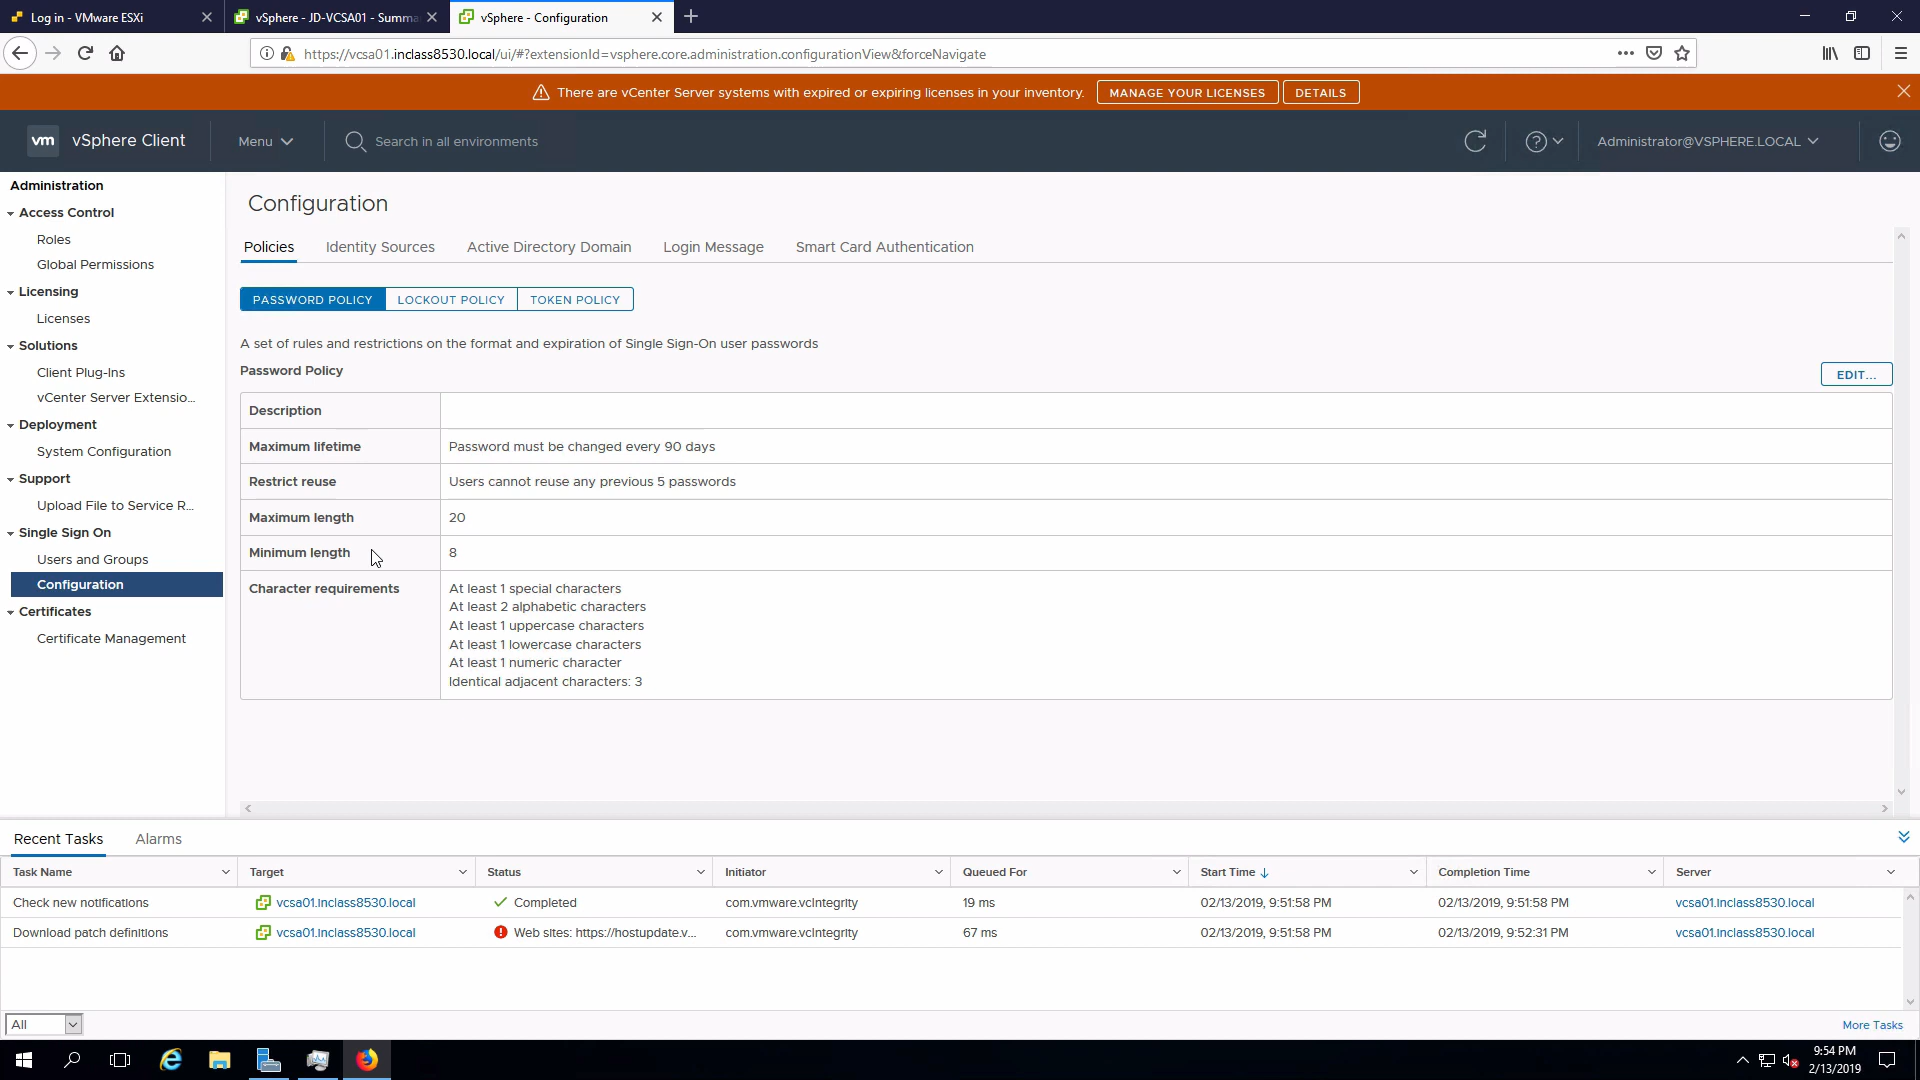 Log in - VMware ESXi
vSphere - JD-VCSA01 - Summa
vSphere - Configuration
https://vcsa01.inclass8530.local/ui/#?extensionId=vsphere.core.administration.configurationView&forceNavigate
There are vCenter Server systems with expired or expiring licenses in your inventory.
MANAGE YOUR LICENSES
DETAILS
vm
vSphere Client
Menu
Search in all environments
Administrator@VSPHERE.LOCAL
Administration
Access Control
Roles
Global Permissions
Licensing
Licenses
Solutions
Client Plug-Ins
vCenter Server Extensio...
Deployment
System Configuration
Support
Upload File to Service R...
Single Sign On
Users and Groups
Configuration
Certificates
Certificate Management
Configuration
Policies Identity Sources Active Directory Domain Login Message Smart Card Authentication
PASSWORD POLICY LOCKOUT POLICY TOKEN POLICY
A set of rules and restrictions on the format and expiration of Single Sign-On user passwords
Password Policy
EDIT...
Description
Maximum lifetime Password must be changed every 90 days
Restrict reuse Users cannot reuse any previous 5 passwords
Maximum length 20
Minimum length 8
Character requirements At least 1 special characters
At least 2 alphabetic characters
At least 1 uppercase characters
At least 1 lowercase characters
At least 1 numeric character
Identical adjacent characters: 3
Recent Tasks Alarms
Task Name Target Status Initiator Queued For Start Time Completion Time Server
Check new notifications vcsa01.inclass8530.local Completed com.vmware.vcIntegrity 19 ms 02/13/2019, 9:51:58 PM 02/13/2019, 9:51:58 PM vcsa01.inclass8530.local
Download patch definitions vcsa01.inclass8530.local Web sites: https://hostupdate.v... com.vmware.vcIntegrity 67 ms 02/13/2019, 9:51:58 PM 02/13/2019, 9:52:31 PM vcsa01.inclass8530.local
All
More Tasks
9:54 PM
2/13/2019